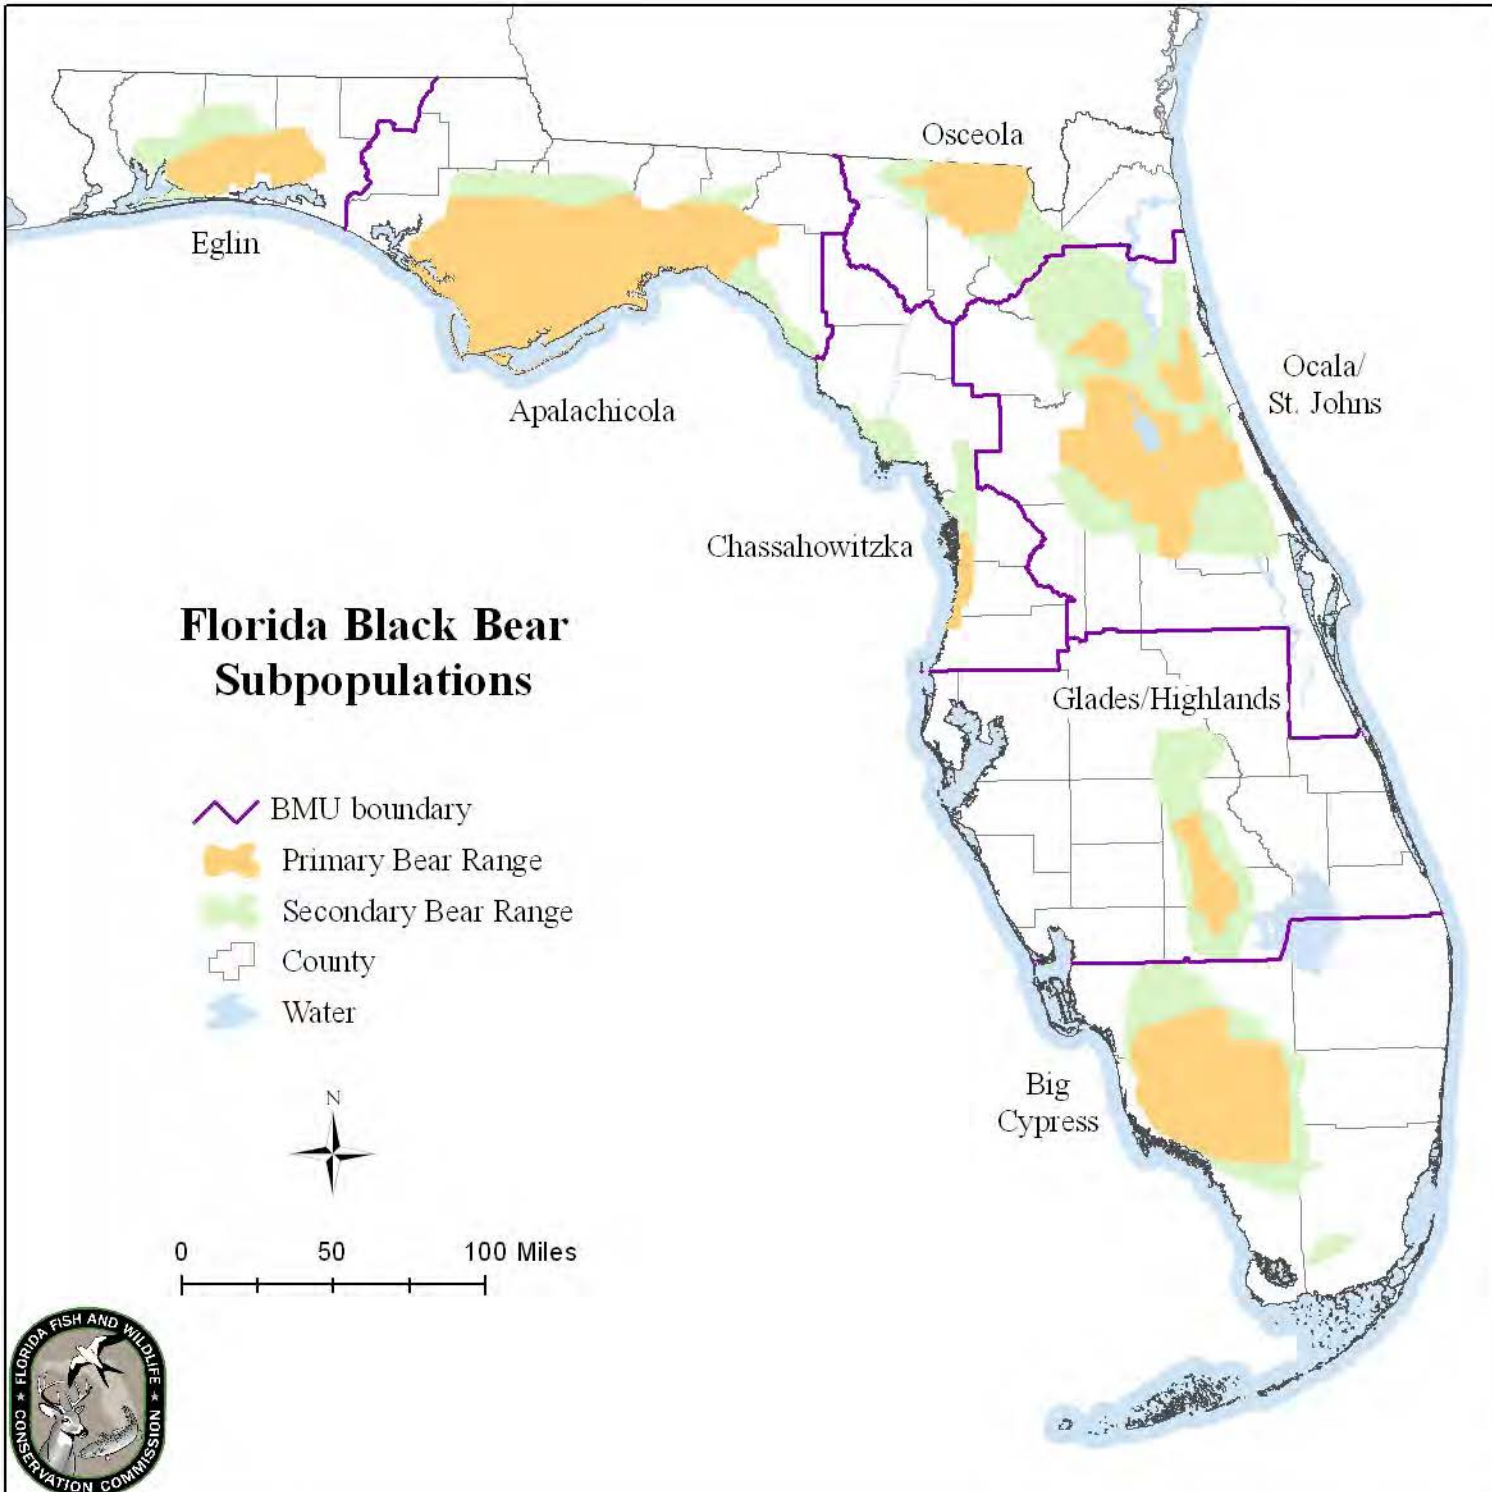 Osceola
Eglin
Ocala/
St. Johns
Apalachicola
Chassahowitzka
Florida Black Bear
Subpopulations
Glades/Highlands
BMU boundary
Primary Bear Range
Secondary Bear Range
County
Water
Big
Cypress
N
0 50 100 Miles
FLORIDA FISH AND WILDLIFE
CONSERVATION COMMISSION